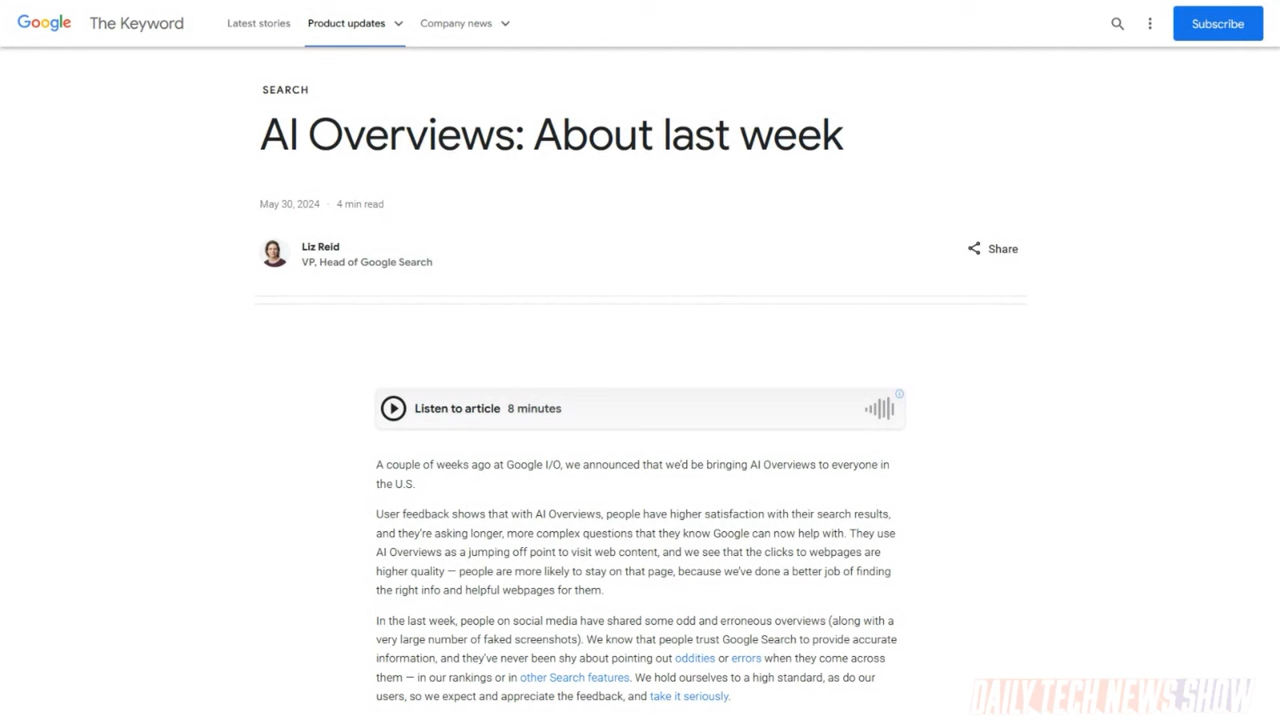 Google The Keyword Latest stories Product updates Company news Subscribe
SEARCH
AI Overviews: About last week
May 30, 2024 · 4 min read
Liz Reid
VP, Head of Google Search
Share
Listen to article 8 minutes
A couple of weeks ago at Google I/O, we announced that we'd be bringing AI Overviews to everyone in
the U.S.
User feedback shows that with AI Overviews, people have higher satisfaction with their search results,
and they're asking longer, more complex questions that they know Google can now help with. They use
AI Overviews as a jumping off point to visit web content, and we see that the clicks to webpages are
higher quality — people are more likely to stay on that page, because we've done a better job of finding
the right info and helpful webpages for them.
In the last week, people on social media have shared some odd and erroneous overviews (along with a
very large number of faked screenshots). We know that people trust Google Search to provide accurate
information, and they've never been shy about pointing out oddities or errors when they come across
them — in our rankings or in other Search features. We hold ourselves to a high standard, as do our
users, so we expect and appreciate the feedback, and take it seriously.
DAILY TECH NEWS SHOW